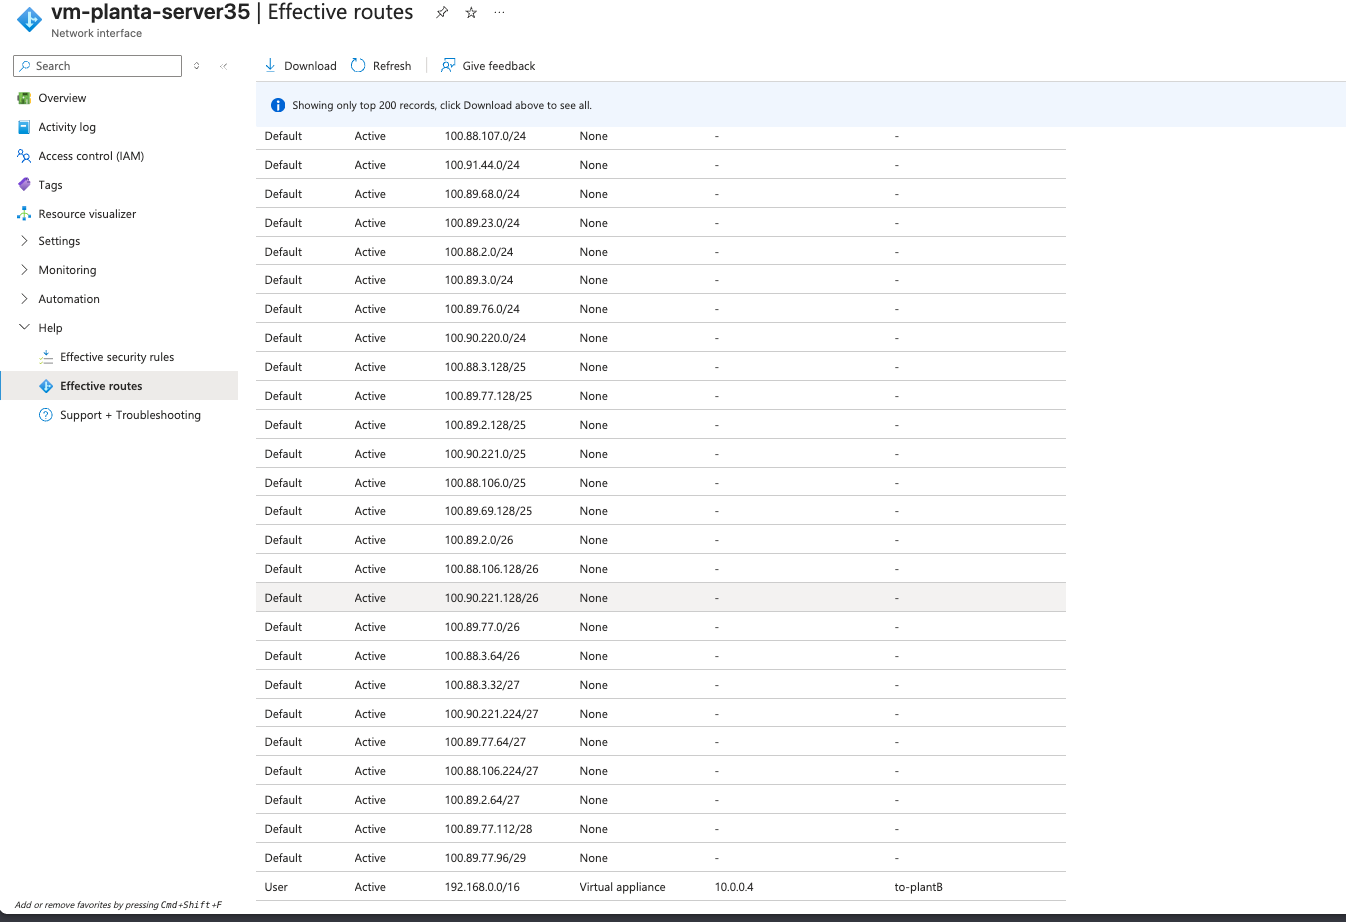 vm-planta-server35 | Effective routes
Network interface
Search
Download Refresh Give feedback
Showing only top 200 records, click Download above to see all.
Overview
Activity log
Access control (IAM)
Tags
Resource visualizer
Settings
Monitoring
Automation
Help
Effective security rules
Effective routes
Support + Troubleshooting
Add or remove favorites by pressing Cmd+Shift+F
Default Active 100.88.107.0/24 None - -
Default Active 100.91.44.0/24 None - -
Default Active 100.89.68.0/24 None - -
Default Active 100.89.23.0/24 None - -
Default Active 100.88.2.0/24 None - -
Default Active 100.89.3.0/24 None - -
Default Active 100.89.76.0/24 None - -
Default Active 100.90.220.0/24 None - -
Default Active 100.88.3.128/25 None - -
Default Active 100.89.77.128/25 None - -
Default Active 100.89.2.128/25 None - -
Default Active 100.90.221.0/25 None - -
Default Active 100.88.106.0/25 None - -
Default Active 100.89.69.128/25 None - -
Default Active 100.89.2.0/26 None - -
Default Active 100.88.106.128/26 None - -
Default Active 100.90.221.128/26 None - -
Default Active 100.89.77.0/26 None - -
Default Active 100.88.3.64/26 None - -
Default Active 100.88.3.32/27 None - -
Default Active 100.90.221.224/27 None - -
Default Active 100.89.77.64/27 None - -
Default Active 100.88.106.224/27 None - -
Default Active 100.89.2.64/27 None - -
Default Active 100.89.77.112/28 None - -
Default Active 100.89.77.96/29 None - -
User Active 192.168.0.0/16 Virtual appliance 10.0.0.4 to-plantB